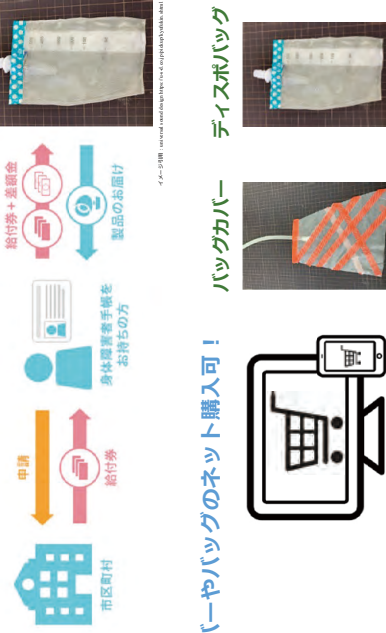 市区町村
申請
給付券
身体障害者手帳を
お持ちの方
給付券+差額金
製品のお届け
バーやバッグのネット購入可!
バッグカバー
ディスポバッグ